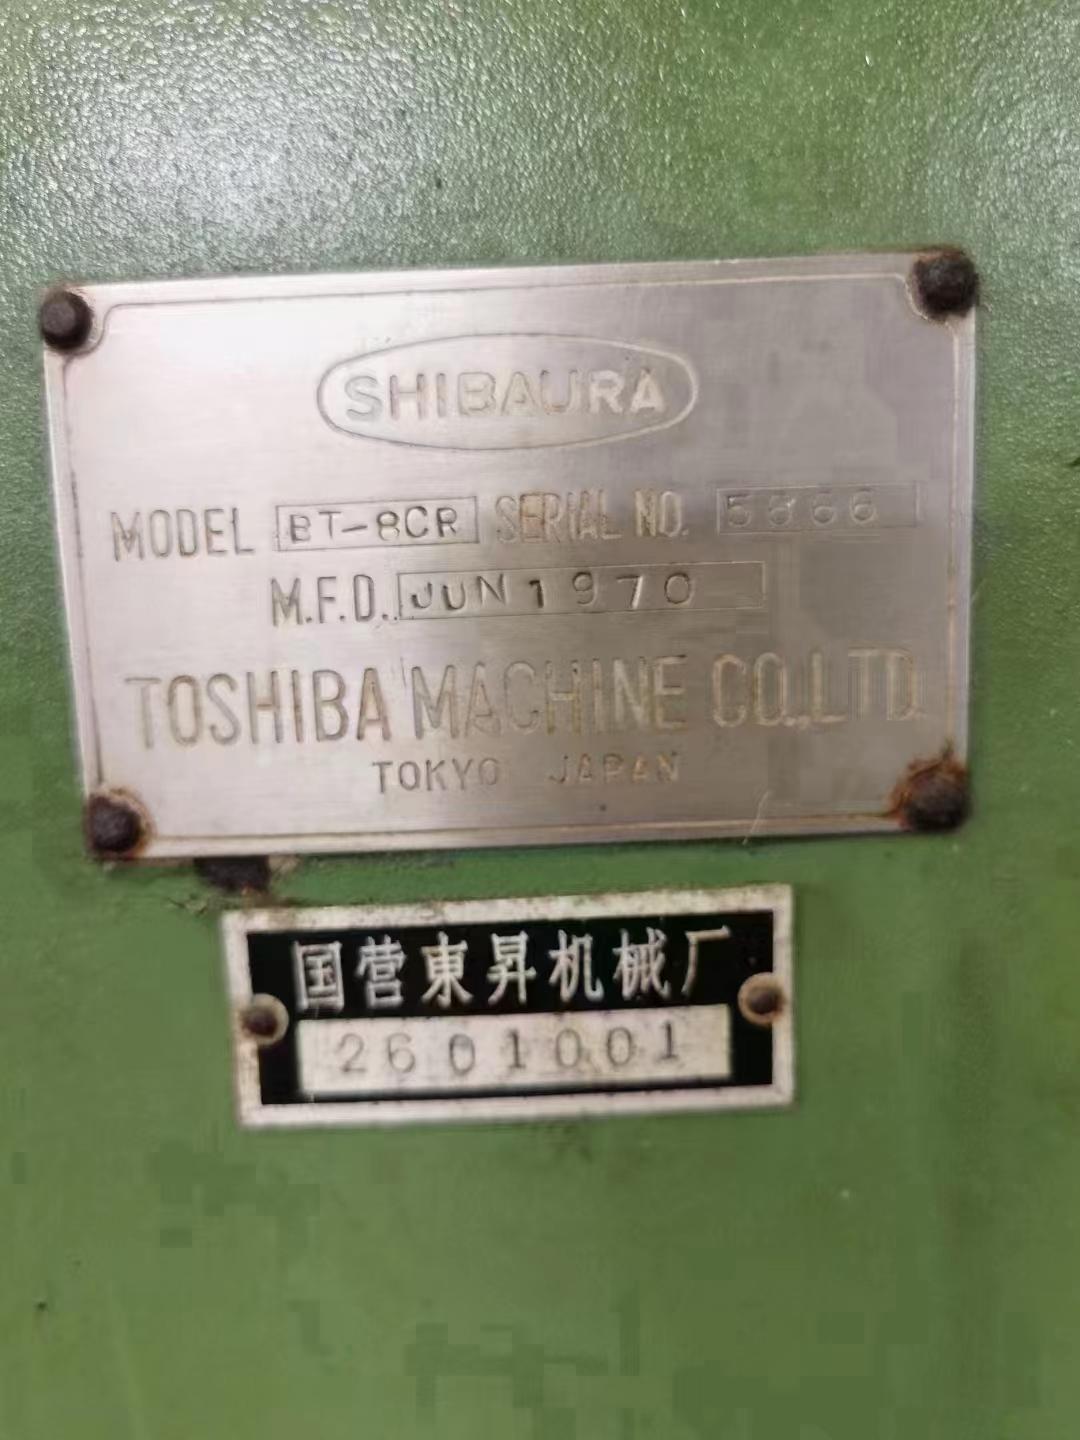 SHIBAURA
MODEL BT-8CR SERIAL NO.
M.F.D. JUN 1970
TOSHIBA MACHINE CO.,LTD.
TOKYO JAPAN
国营東昇机械厂
2601001